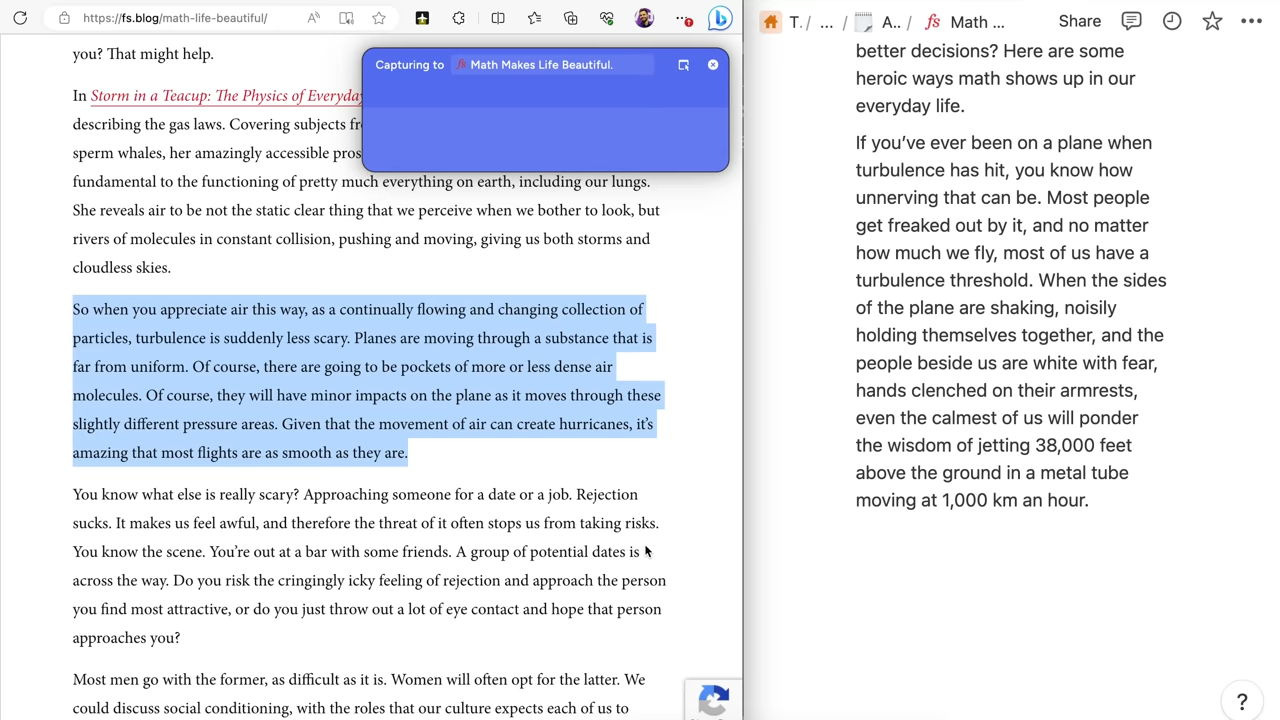 https://fs.blog/math-life-beautiful/
you? That might help.
In Storm in a Teacup: The Physics of Everyday
describing the gas laws. Covering subjects fr
sperm whales, her amazingly accessible pros
fundamental to the functioning of pretty much everything on earth, including our lungs.
She reveals air to be not the static clear thing that we perceive when we bother to look, but
rivers of molecules in constant collision, pushing and moving, giving us both storms and
cloudless skies.
So when you appreciate air this way, as a continually flowing and changing collection of
particles, turbulence is suddenly less scary. Planes are moving through a substance that is
far from uniform. Of course, there are going to be pockets of more or less dense air
molecules. Of course, they will have minor impacts on the plane as it moves through these
slightly different pressure areas. Given that the movement of air can create hurricanes, it's
amazing that most flights are as smooth as they are.
You know what else is really scary? Approaching someone for a date or a job. Rejection
sucks. It makes us feel awful, and therefore the threat of it often stops us from taking risks.
You know the scene. You're out at a bar with some friends. A group of potential dates is
across the way. Do you risk the cringingly icky feeling of rejection and approach the person
you find most attractive, or do you just throw out a lot of eye contact and hope that person
approaches you?
Most men go with the former, as difficult as it is. Women will often opt for the latter. We
could discuss social conditioning, with the roles that our culture expects each of us to
Capturing to fs Math Makes Life Beautiful.
T. / ... / A.. / fs Math ... Share
better decisions? Here are some
heroic ways math shows up in our
everyday life.
If you've ever been on a plane when
turbulence has hit, you know how
unnerving that can be. Most people
get freaked out by it, and no matter
how much we fly, most of us have a
turbulence threshold. When the sides
of the plane are shaking, noisily
holding themselves together, and the
people beside us are white with fear,
hands clenched on their armrests,
even the calmest of us will ponder
the wisdom of jetting 38,000 feet
above the ground in a metal tube
moving at 1,000 km an hour.
?